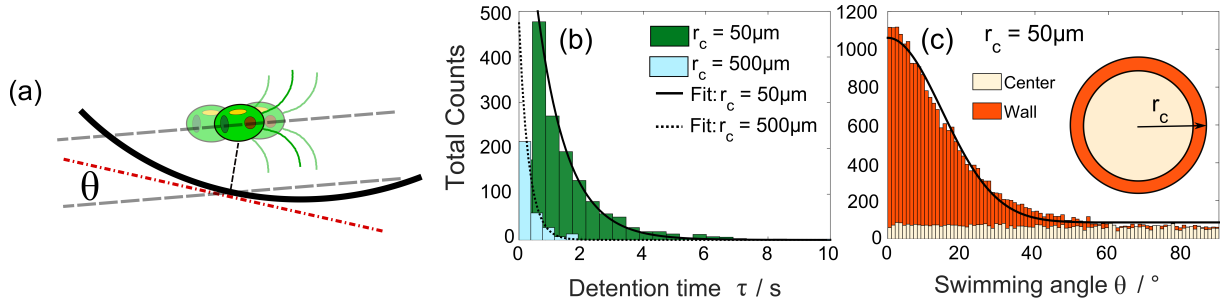 (a)
θ
(b)
r_c = 50μm
r_c = 500μm
Fit: r_c = 50μm
Fit: r_c = 500μm
Total Counts
500
400
300
200
100
0
0 2 4 6 8 10
Detention time τ / s
(c)
r_c = 50μm
Center
Wall
r_c
1200
1000
800
600
400
200
0
0 20 40 60 80
Swimming angle θ / °